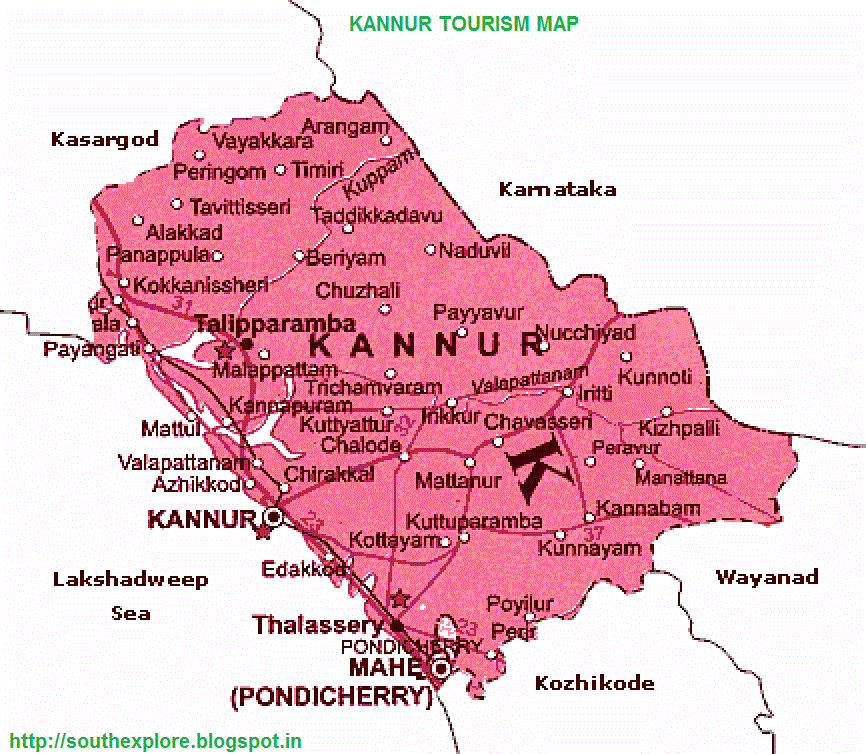 KANNUR TOURISM MAP
Arangam
Kasargod
Vayakkara
Peringom
Timiri
Kuppam
Karnataka
Tavittisseri
Taddikkadavu
Alakkad
Panappula
Beriyam
Naduvil
Kokkanissheri
Chuzhali
31
ala
Payyavur
Talipparamba
Nucchiyad
KANNUR
Payangati
Malappattam
Kunnoti
Trichamvaram
Valapattanam
Iritti
Kannapuram
Irikkur
Mattul
Kuttyattur
Chavasseri
Kizhpalli
Chalode
Peravur
Valapattanam
Chirakkal
Mattanur
K
Manattana
Azhikkod
KANNUR
23
Kuttuparamba
Kannabam
Kottayam
37
Kunnayam
Edakkod
Lakshadweep
Sea
Wayanad
Poyilur
Thalassery
23
PONDICHERRY
MAHE
(PONDICHERRY)
Kozhikode
http://southexplore.blogspot.in